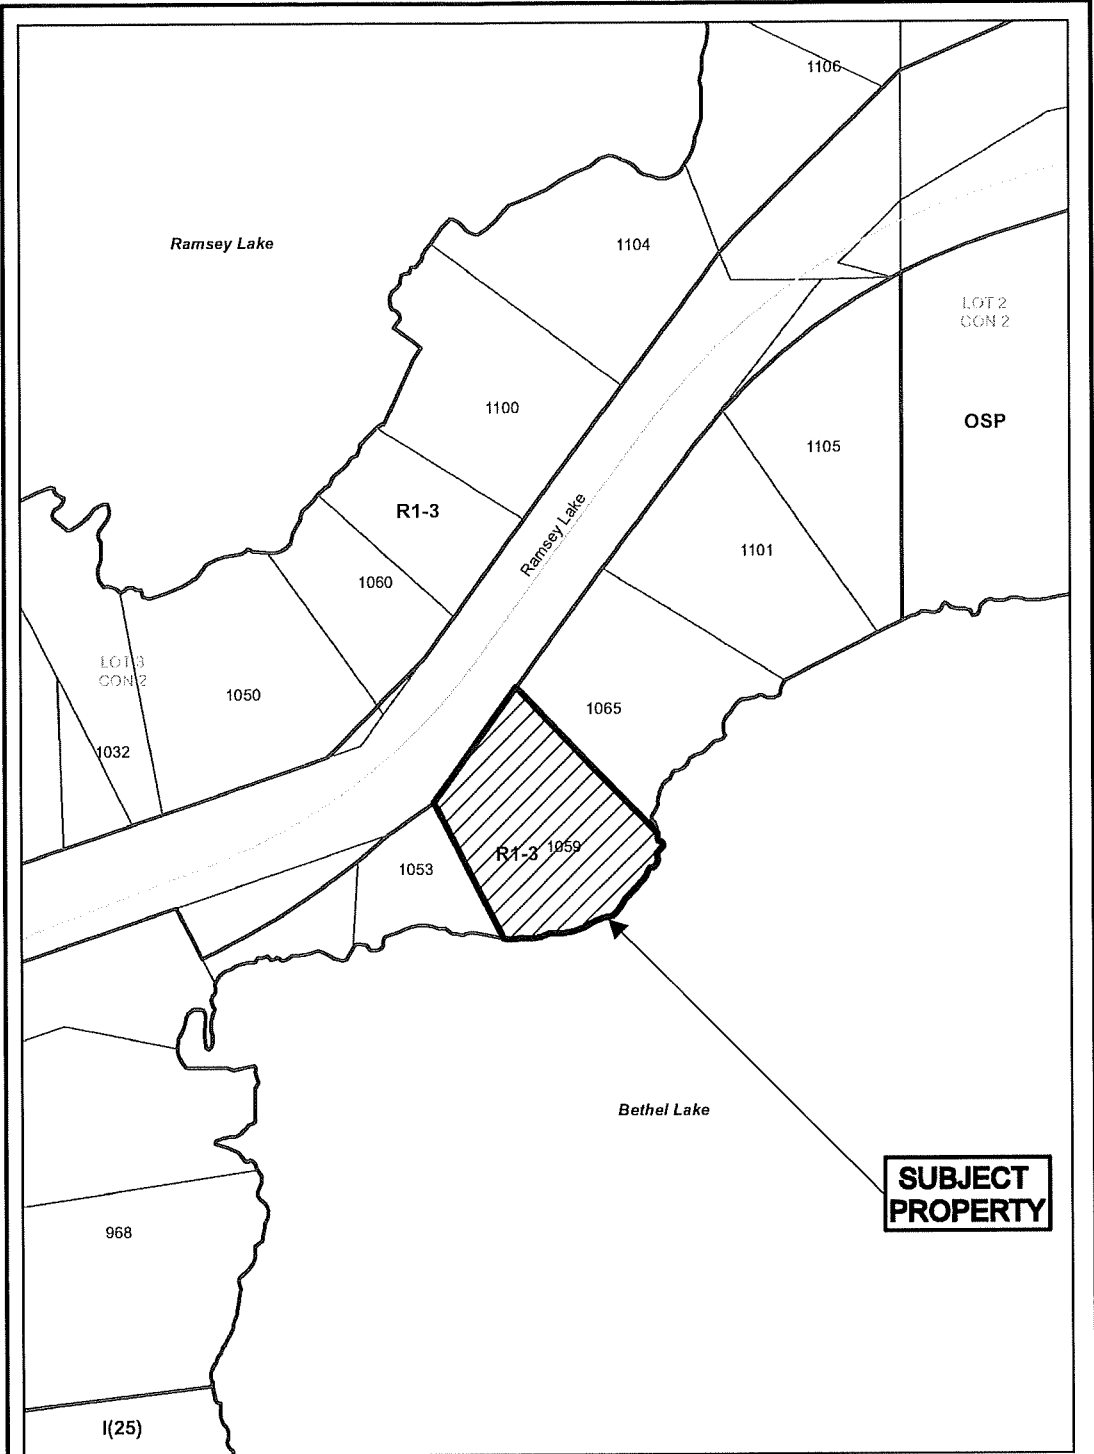 1106
Ramsey Lake
1104
LOT 2
CON 2
1100
OSP
1105
R1-3
Ramsey Lake
1101
1060
LOT 3
CON 2
1050
1065
1032
R1-3
1059
1053
Bethel Lake
SUBJECT
PROPERTY
968
I(25)